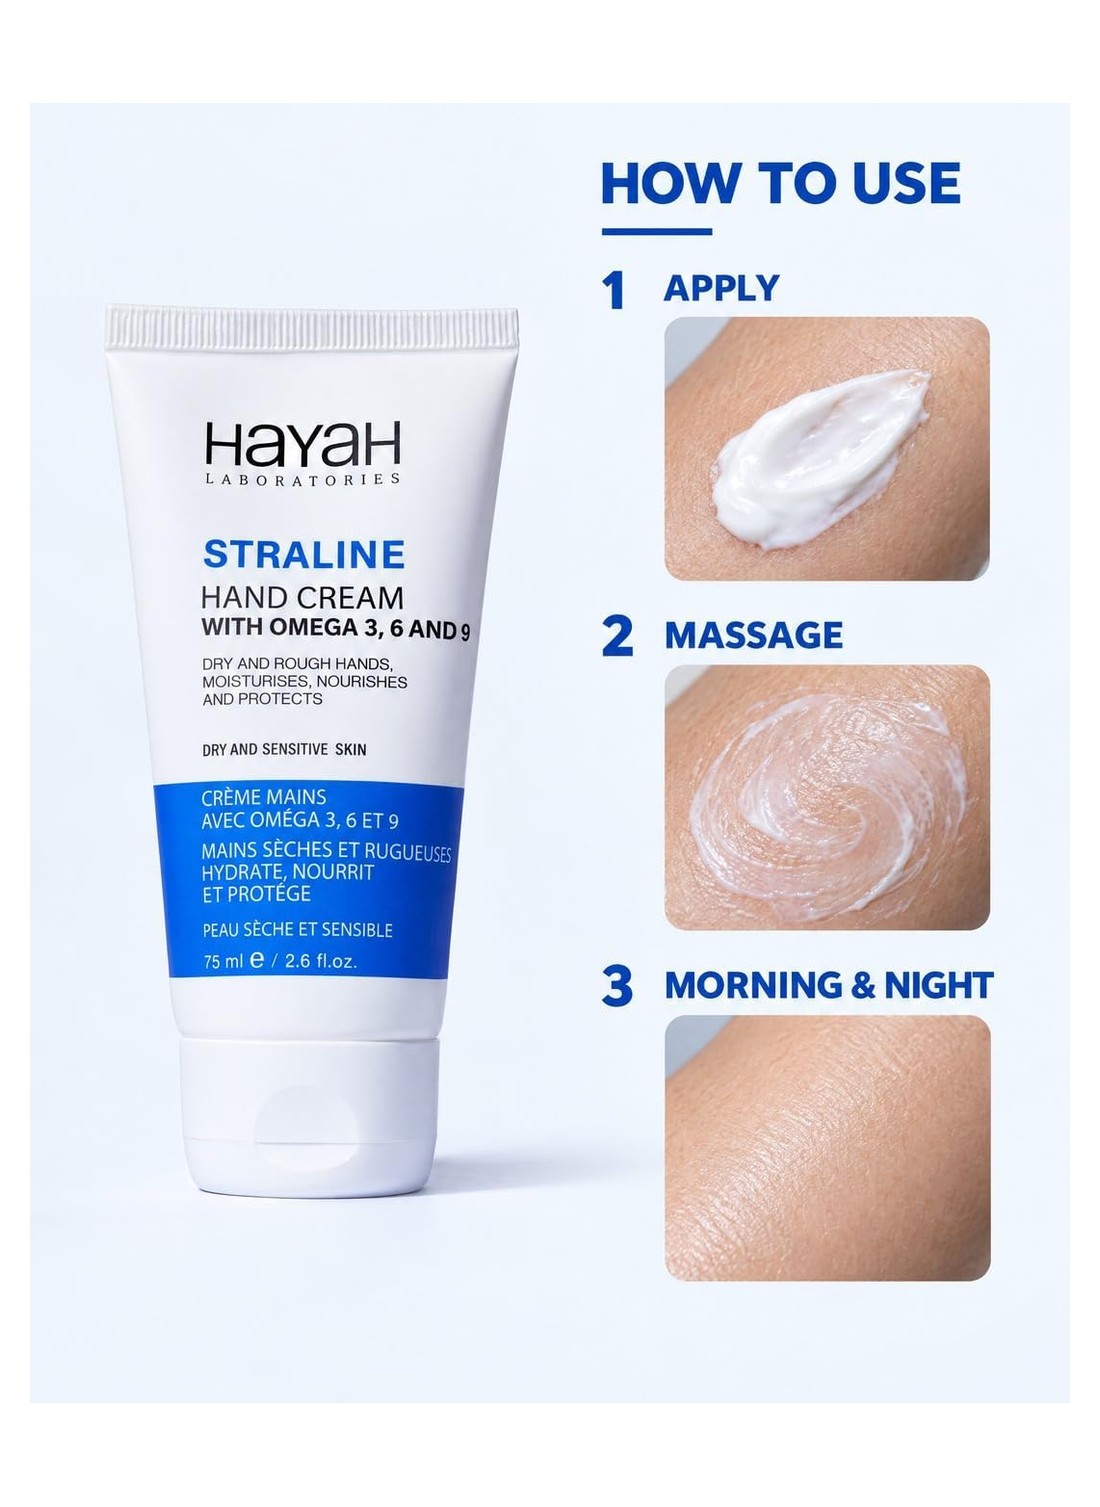 HAYAH
LABORATORIES
STRALINE
HAND CREAM
WITH OMEGA 3, 6 AND 9
DRY AND ROUGH HANDS,
MOISTURISES, NOURISHES
AND PROTECTS
DRY AND SENSITIVE SKIN
CRÈME MAINS
AVEC OMÉGA 3, 6 ET 9
MAINS SÈCHES ET RUGUEUSES
HYDRATE, NOURRIT
ET PROTÉGE
PEAU SÈCHE ET SENSIBLE
75 ml e / 2.6 fl.oz.
HOW TO USE
1 APPLY
2 MASSAGE
3 MORNING & NIGHT